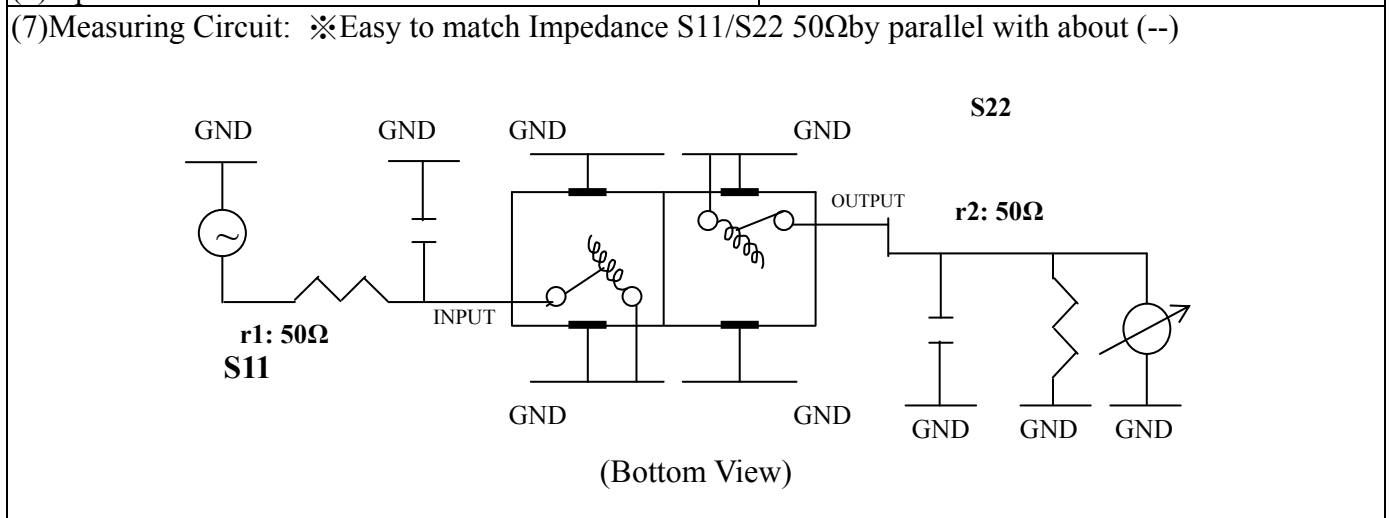 (7)Measuring Circuit: ※Easy to match Impedance S11/S22 50Ωby parallel with about (--)
S22
GND GND GND GND
OUTPUT
r2: 50Ω
~
INPUT
r1: 50Ω
S11
GND GND
GND GND GND
(Bottom View)